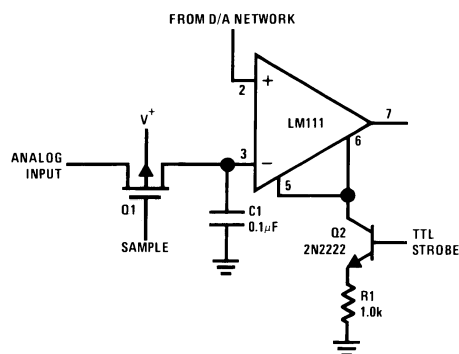 FROM D/A NETWORK
2
+
LM111
7
V+
6
ANALOG
INPUT
3
−
5
Q1
C1
0.1μF
Q2
2N2222
TTL
STROBE
SAMPLE
R1
1.0k